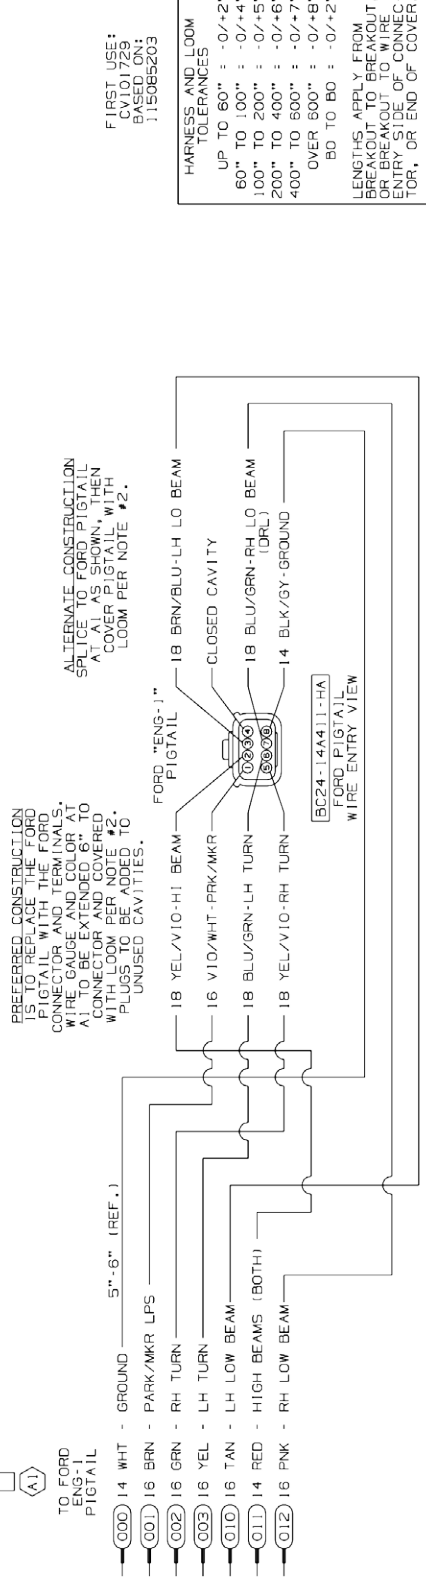 FIRST USE:
CV101729
BASED ON:
115085203
HARNESS AND LOOM
TOLERANCES
UP TO 60" = -0/+2"
60" TO 100" = -0/+4"
100" TO 200" = -0/+5"
200" TO 400" = -0/+6"
400" TO 600" = -0/+7"
OVER 600" = -0/+8"
BO TO BO = -0/+2"
LENGTHS APPLY FROM
BREAKOUT TO BREAKOUT
OR BREAKOUT TO WIRE
ENTRY SIDE OF CONNEC
TOR, OR END OF COVER
ALTERNATE CONSTRUCTION
SPLICE TO FORD PIGTAIL
AT A1 AS SHOWN, THEN
COVER PIGTAIL WITH
LOOM PER NOTE #2.
PREFERRED CONSTRUCTION
IS TO REPLACE THE FORD
PIGTAIL WITH THE FORD
CONNECTOR AND TERMINALS.
WIRE GAUGE AND COLOR AT
A1 TO BE EXTENDED 6" TO
CONNECTOR AND COVERED
WITH LOOM PER NOTE #2.
PLUGS TO BE ADDED TO
UNUSED CAVITIES.
FORD "ENG-1"
PIGTAIL
18 BRN/BLU-LH LO BEAM
CLOSED CAVITY
18 BLU/GRN-RH LO BEAM
(DRL)
14 BLK/GY-GROUND
1 2 3 4
5 6 7 8
BC24-14A411-HA
FORD PIGTAIL
WIRE ENTRY VIEW
18 YEL/VIO-HI BEAM
16 VIO/WHT-PRK/MKR
18 BLU/GRN-LH TURN
18 YEL/VIO-RH TURN
5"-6" (REF.)
A1
TO FORD
ENG-1
PIGTAIL
000 14 WHT - GROUND
001 16 BRN - PARK/MKR LPS
002 16 GRN - RH TURN
003 16 YEL - LH TURN
010 16 TAN - LH LOW BEAM
011 14 RED - HIGH BEAMS (BOTH)
012 16 PNK - RH LOW BEAM